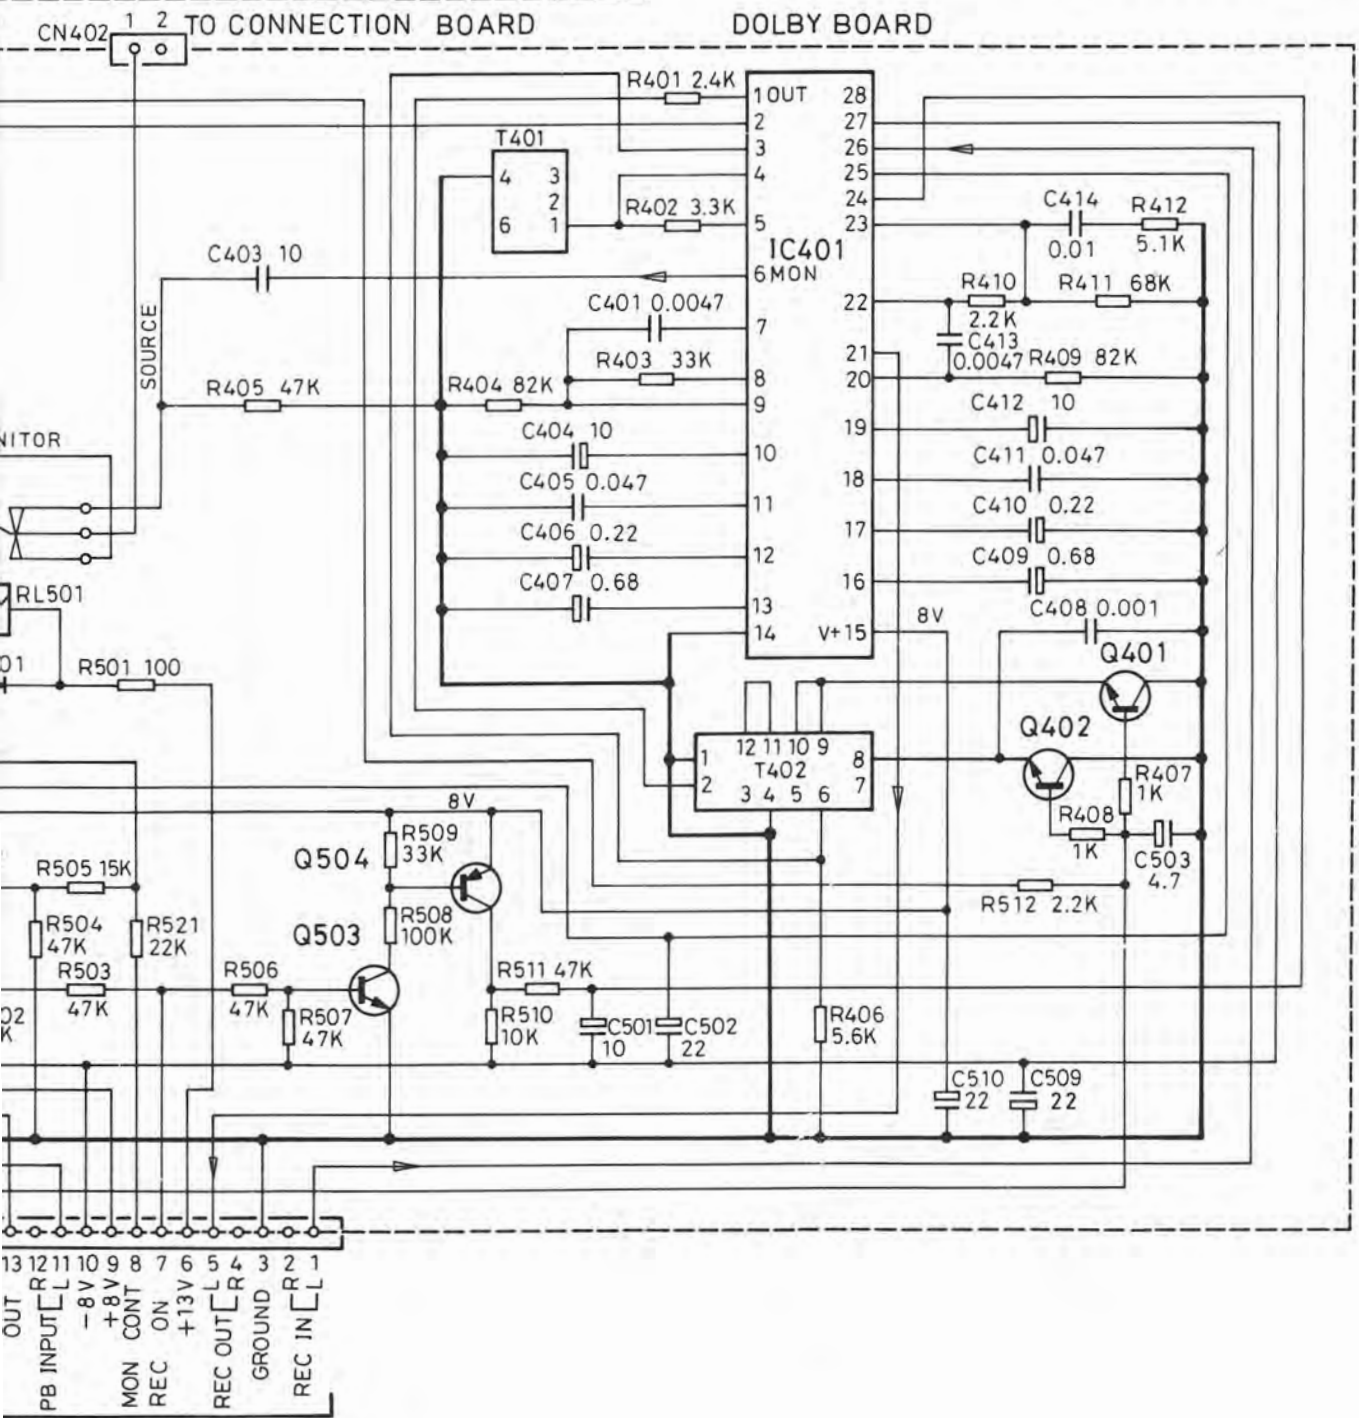 CN402 1 2 TO CONNECTION BOARD DOLBY BOARD
R401 2.4K
1 OUT 28
2 27
3 26
4 25
24
5 23
IC401
6 MON
7 22
21
8 20
9
10 19
11 18
12 17
13 16
14 V+ 15
T401
4 3
2
6 1
R402 3.3K
C414 0.01
R412 5.1K
C403 10
C401 0.0047
R410 2.2K
R411 68K
C413 0.0047
R403 33K
R409 82K
SOURCE
R405 47K
R404 82K
C412 10
NITOR
C404 10
C411 0.047
C405 0.047
C410 0.22
C406 0.22
C409 0.68
C407 0.68
C408 0.001
8V
RL501
Q401
01
R501 100
Q402
12 11 10 9
1 8
T402
2 7
3 4 5 6
R407 1K
R408 1K
C503 4.7
8V
R509 33K
Q504
R505 15K
R512 2.2K
R504 47K
R521 22K
R508 100K
Q503
R503 47K
R506 47K
R511 47K
02
K
R507 47K
R510 10K
C501 10
C502 22
R406 5.6K
C510 22
C509 22
13 12 11 10 9 8 7 6 5 4 3 2 1
OUT
PB INPUT R L
-8V
+8V
MON CONT
REC ON
+13V
REC OUT L R
GROUND
REC IN R L